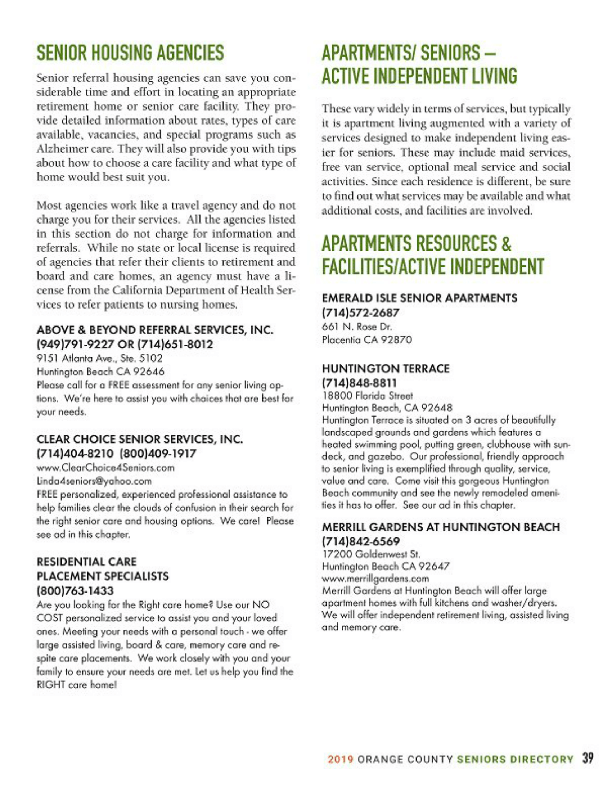 SENIOR HOUSING AGENCIES
Senior referral housing agencies can save you con-
siderable time and effort in locating an appropriate
retirement home or senior care facility. They pro-
vide detailed information about rates, types of care
available, vacancies, and special programs such as
Alzheimer care. They will also provide you with tips
about how to choose a care facility and what type of
home would best suit you.
Most agencies work like a travel agency and do not
charge you for their services. All the agencies listed
in this section do not charge for information and
referrals. While no state or local license is required
of agencies that refer their clients to retirement and
board and care homes, an agency must have a li-
cense from the California Department of Health Ser-
vices to refer patients to nursing homes.
ABOVE & BEYOND REFERRAL SERVICES, INC.
(949)791-9227 OR (714)651-8012
9151 Atlanta Ave., Ste. 5102
Huntington Beach CA 92646
Please call for a FREE assessment for any senior living op-
tions. We're here to assist you with choices that are best for
your needs.
CLEAR CHOICE SENIOR SERVICES, INC.
(714)404-8210 (800)409-1917
www.ClearChoice4Seniors.com
Linda4seniors@yahoo.com
FREE personalized, experienced professional assistance to
help families clear the clouds of confusion in their search for
the right senior care and housing options. We care! Please
see ad in this chapter.
RESIDENTIAL CARE
PLACEMENT SPECIALISTS
(800)763-1433
Are you looking for the Right care home? Use our NO
COST personalized service to assist you and your loved
ones. Meeting your needs with a personal touch - we offer
large assisted living, board & care, memory care and re-
spite care placements. We work closely with you and your
family to ensure your needs are met. Let us help you find the
RIGHT care home!
APARTMENTS/ SENIORS –
ACTIVE INDEPENDENT LIVING
These vary widely in terms of services, but typically
it is apartment living augmented with a variety of
services designed to make independent living eas-
ier for seniors. These may include maid services,
free van service, optional meal service and social
activities. Since each residence is different, be sure
to find out what services may be available and what
additional costs, and facilities are involved.
APARTMENTS RESOURCES &
FACILITIES/ACTIVE INDEPENDENT
EMERALD ISLE SENIOR APARTMENTS
(714)572-2687
661 N. Rose Dr.
Placentia CA 92870
HUNTINGTON TERRACE
(714)848-8811
18800 Florida Street
Huntington Beach, CA 92648
Huntington Terrace is situated on 3 acres of beautifully
landscaped grounds and gardens which features a
heated swimming pool, putting green, clubhouse with sun-
deck, and gazebo. Our professional, friendly approach
to senior living is exemplified through quality, service,
value and care. Come visit this gorgeous Huntington
Beach community and see the newly remodeled ameni-
ties it has to offer. See our ad in this chapter.
MERRILL GARDENS AT HUNTINGTON BEACH
(714)842-6569
17200 Goldenwest St.
Huntington Beach CA 92647
www.merrillgardens.com
Merrill Gardens at Huntington Beach will offer large
apartment homes with full kitchens and washer/dryers.
We will offer independent retirement living, assisted living
and memory care.
2019 ORANGE COUNTY SENIORS DIRECTORY 39